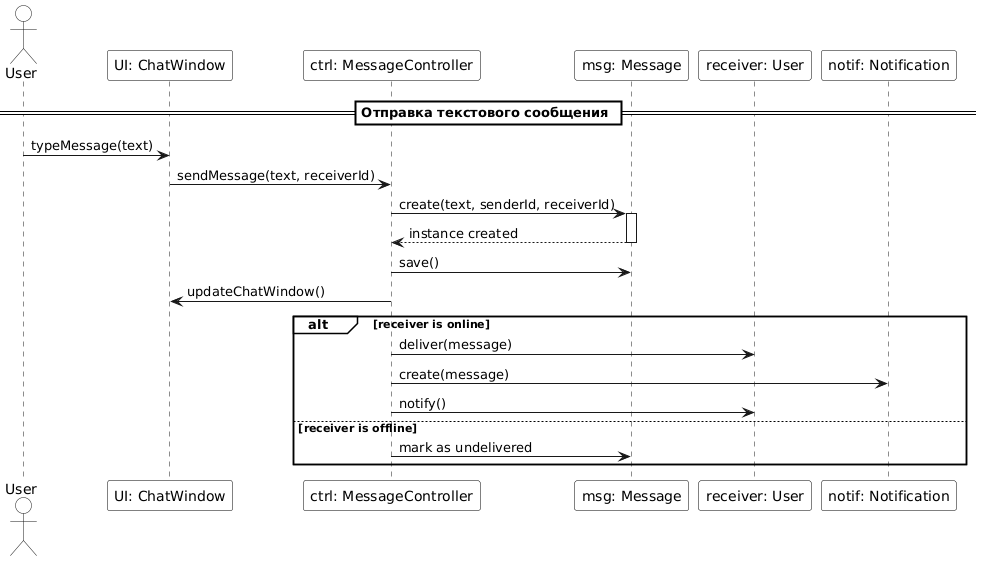 User
UI: ChatWindow
ctrl: MessageController
msg: Message
receiver: User
notif: Notification
Отправка текстового сообщения
typeMessage(text)
sendMessage(text, receiverId)
create(text, senderId, receiverId)
instance created
save()
updateChatWindow()
alt
[receiver is online]
deliver(message)
create(message)
notify()
[receiver is offline]
mark as undelivered
User
UI: ChatWindow
ctrl: MessageController
msg: Message
receiver: User
notif: Notification